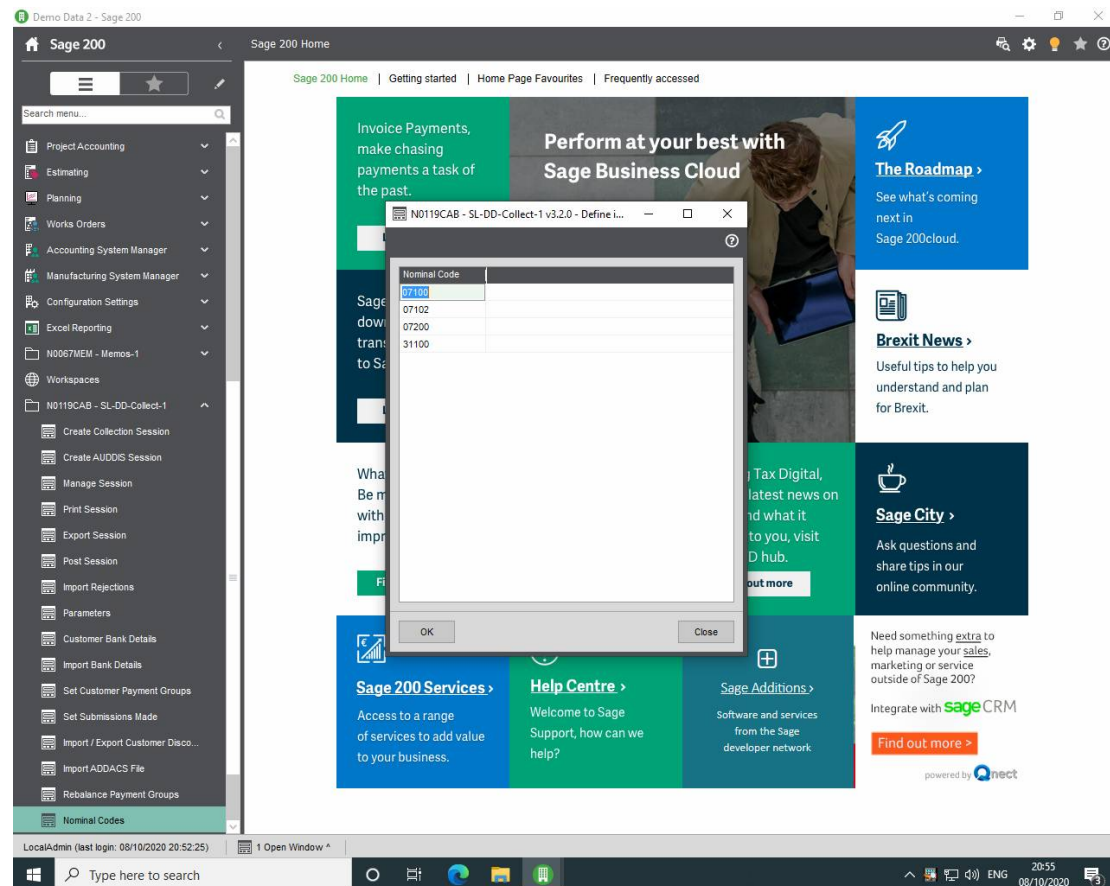 Demo Data 2 - Sage 200
Sage 200
Sage 200 Home
Sage 200 Home | Getting started | Home Page Favourites | Frequently accessed
Search menu...
Project Accounting
Estimating
Planning
Works Orders
Accounting System Manager
Manufacturing System Manager
Configuration Settings
Excel Reporting
N0067MEM - Memos-1
Workspaces
N0119CAB - SL-DD-Collect-1
Create Collection Session
Create AUDDIS Session
Manage Session
Print Session
Export Session
Post Session
Import Rejections
Parameters
Customer Bank Details
Import Bank Details
Set Customer Payment Groups
Set Submissions Made
Import / Export Customer Disco...
Import ADDACS File
Rebalance Payment Groups
Nominal Codes
Invoice Payments,
make chasing
payments a task of
the past.
Perform at your best with
Sage Business Cloud
The Roadmap >
See what's coming
next in
Sage 200cloud.
N0119CAB - SL-DD-Collect-1 v3.2.0 - Define i...
Nominal Code
07100
07102
07200
31100
OK
Close
Sage
to Sa
Brexit News >
Useful tips to help you
understand and plan
for Brexit.
Be m
with
Tax Digital,
latest news on
nd what it
to you, visit
D hub.
out more
Sage City >
Ask questions and
share tips in our
online community.
Sage 200 Services >
Access to a range
of services to add value
to your business.
Help Centre >
Welcome to Sage
Support, how can we
help?
Sage Additions >
Software and services
from the Sage
developer network
Need something extra to
help manage your sales,
marketing or service
outside of Sage 200?
Integrate with sage CRM
Find out more >
powered by Qnect
LocalAdmin (last login: 08/10/2020 20:52:25)
1 Open Window ^
Type here to search
ENG
20:55
08/10/2020
3